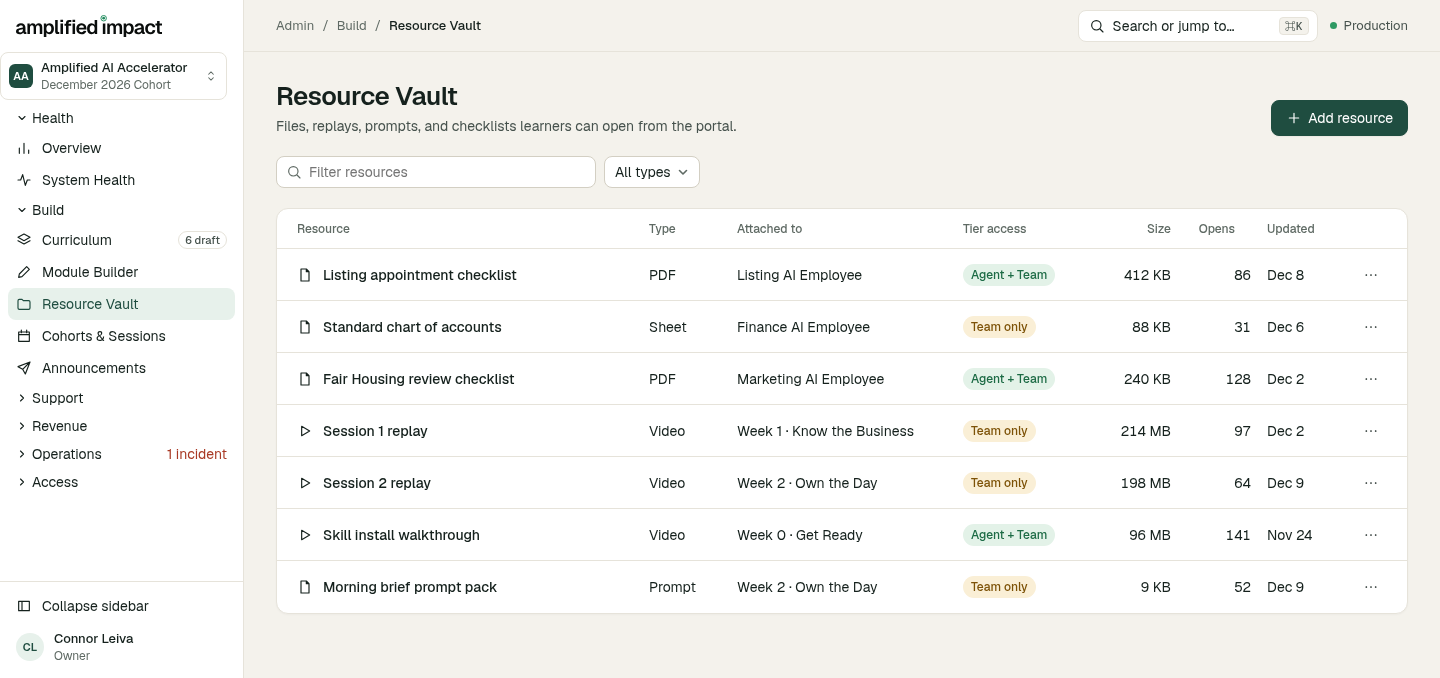 amplified impact
AA
Amplified AI Accelerator
December 2026 Cohort
Health
Overview
System Health
Build
Curriculum 6 draft
Module Builder
Resource Vault
Cohorts & Sessions
Announcements
Support
Revenue
Operations 1 incident
Access
Collapse sidebar
CL
Connor Leiva
Owner
Admin / Build / Resource Vault
Search or jump to… ⌘K
Production
Resource Vault
Files, replays, prompts, and checklists learners can open from the portal.
Add resource
Filter resources
All types
Resource Type Attached to Tier access Size Opens Updated
Listing appointment checklist PDF Listing AI Employee Agent + Team 412 KB 86 Dec 8 ···
Standard chart of accounts Sheet Finance AI Employee Team only 88 KB 31 Dec 6 ···
Fair Housing review checklist PDF Marketing AI Employee Agent + Team 240 KB 128 Dec 2 ···
Session 1 replay Video Week 1 · Know the Business Team only 214 MB 97 Dec 2 ···
Session 2 replay Video Week 2 · Own the Day Team only 198 MB 64 Dec 9 ···
Skill install walkthrough Video Week 0 · Get Ready Agent + Team 96 MB 141 Nov 24 ···
Morning brief prompt pack Prompt Week 2 · Own the Day Team only 9 KB 52 Dec 9 ···